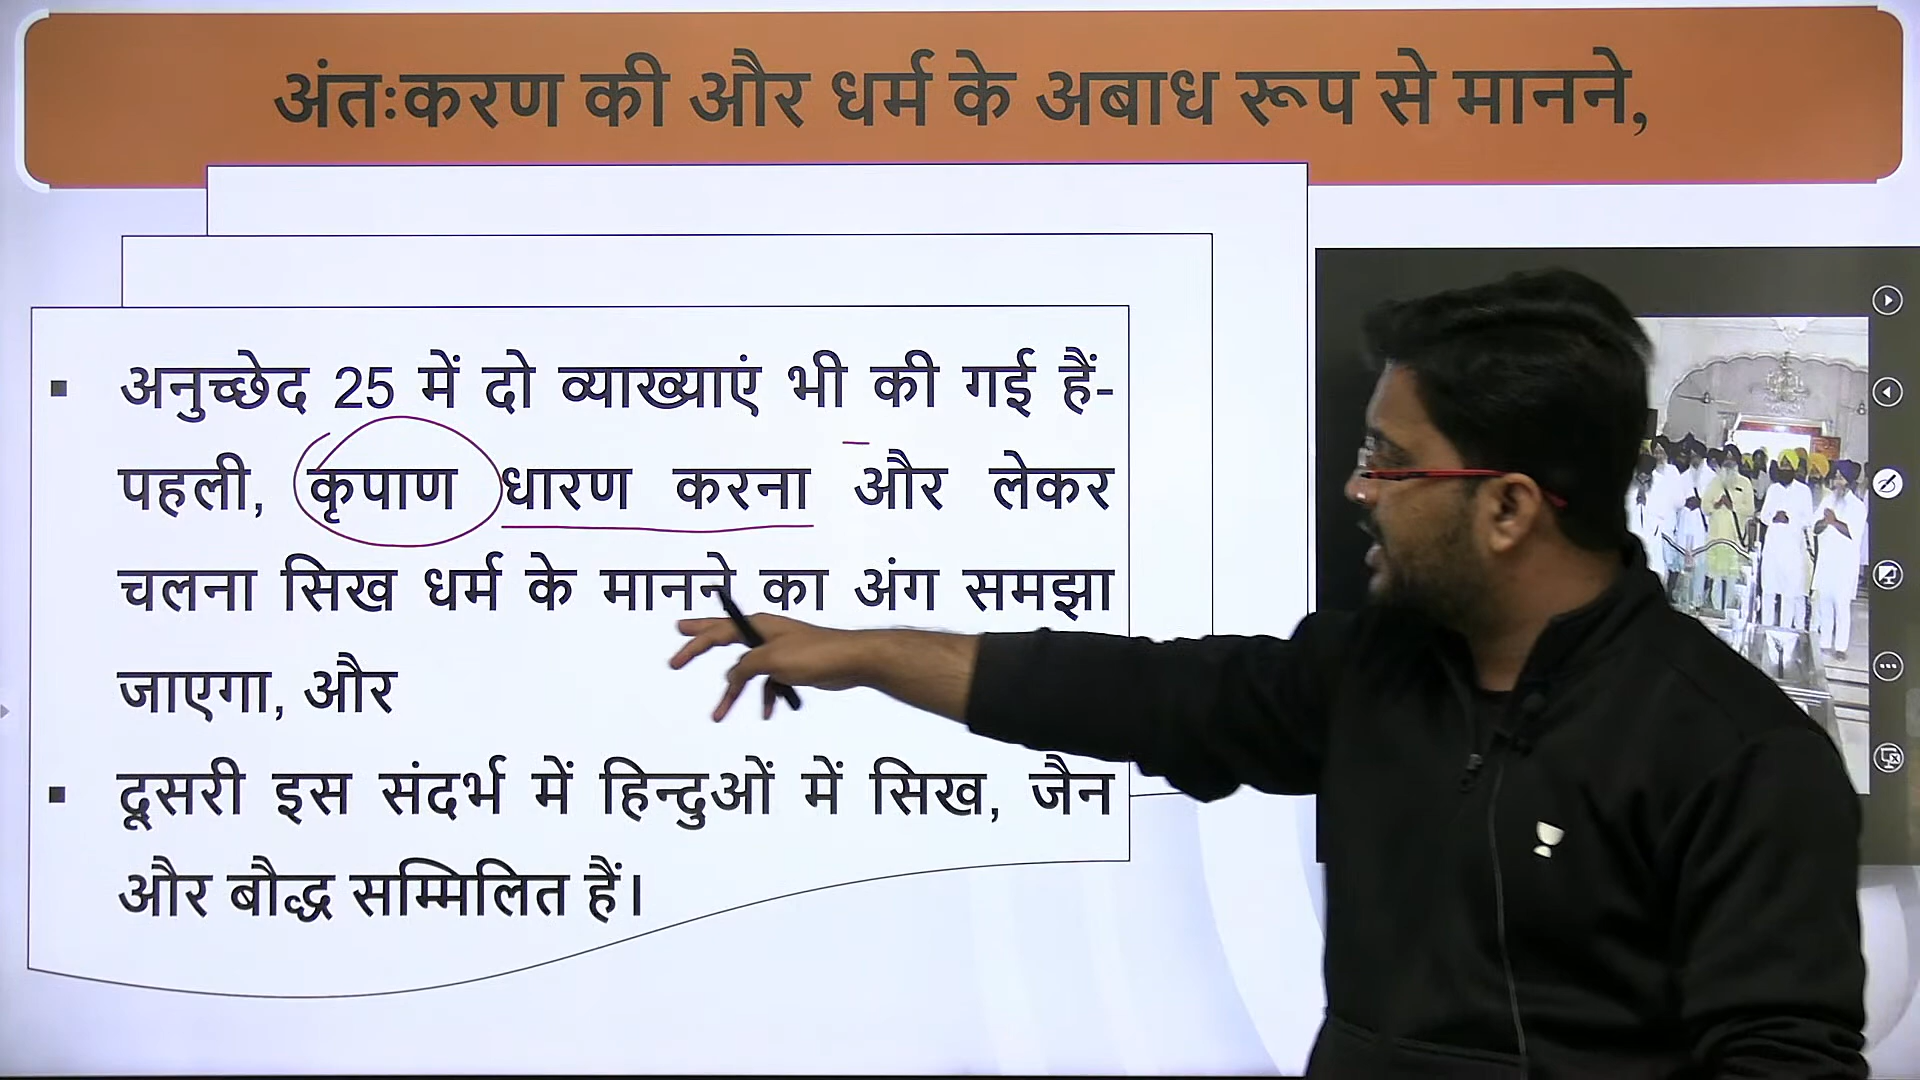 अंतःकरण की और धर्म के अबाध रूप से मानने,
▪ अनुच्छेद 25 में दो व्याख्याएं भी की गई हैं-
पहली, कृपाण धारण करना और लेकर
चलना सिख धर्म के मानने का अंग समझा
जाएगा, और
▪ दूसरी इस संदर्भ में हिन्दुओं में सिख, जैन
और बौद्ध सम्मिलित हैं।